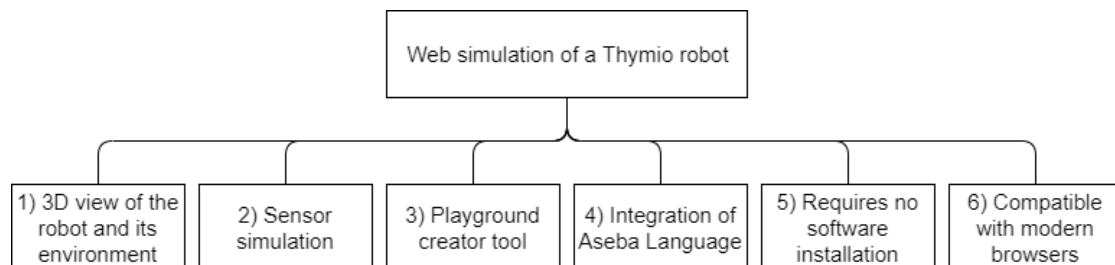 Web simulation of a Thymio robot
1) 3D view of the
robot and its
environment
2) Sensor
simulation
3) Playground
creator tool
4) Integration of
Aseba Language
5) Requires no
software
installation
6) Compatible
with modern
browsers